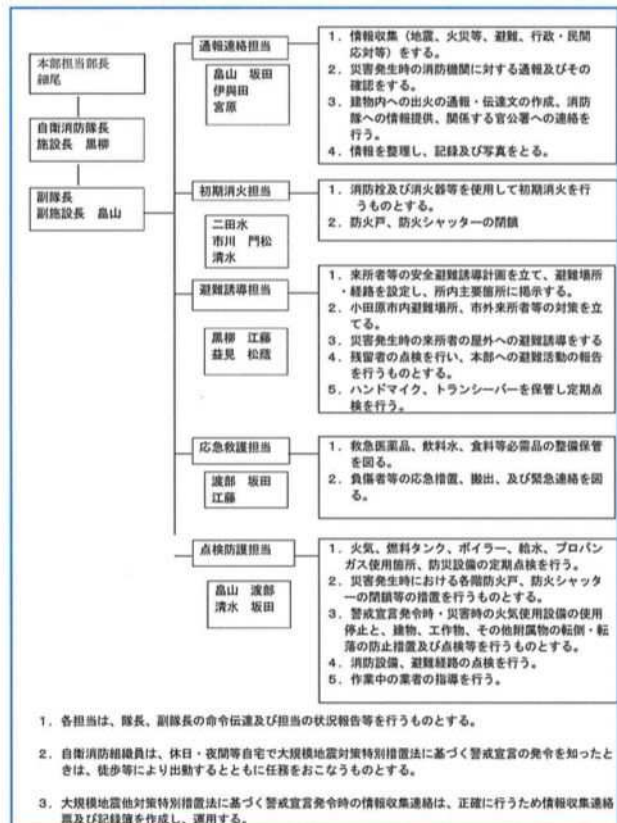 本部担当部長
細尾
自衛消防隊長
施設長 黒柳
副隊長
副施設長 畠山
通報連絡担当
畠山 坂田
伊與田
宮原
1. 情報収集(地震、火災等、避難、行政・民間
応対等)をする。
2. 災害発生時の消防機関に対する通報及びその
確認をする。
3. 建物内への出火の通報・伝達文の作成、消防
隊への情報提供、関係する官公署への連絡を
行う。
4. 情報を整理し、記録及び写真をとる。
初期消火担当
二田水
市川 門松
清水
1. 消防栓及び消火器等を使用して初期消火を行
うものとする。
2. 防火戸、防火シャッターの閉鎖
避難誘導担当
黒柳 江藤
益見 松蔭
1. 来所者等の安全避難誘導計画を立て、避難場所
・経路を設定し、所内主要箇所に掲示する。
2. 小田原市内避難場所、市外来所者等の対策を立
てる。
3. 災害発生時の来所者の屋外への避難誘導をする
4. 残留者の点検を行い、本部への避難活動の報告
を行うものとする。
5. ハンドマイク、トランシーバーを保管し定期点
検を行う。
応急救護担当
渡部 坂田
江藤
1. 救急医薬品、飲料水、食料等必需品の整備保管
を図る。
2. 負傷者等の応急措置、搬出、及び緊急連絡を図
る。
点検防護担当
畠山 渡部
清水 坂田
1. 火気、燃料タンク、ボイラー、給水、プロパン
ガス使用箇所、防災設備の定期点検を行う。
2. 災害発生時における各階防火戸、防火シャッタ
ーの閉鎖等の措置を行うものとする。
3. 警戒宣言発令時・災害時の火気使用設備の使用
停止と、建物、工作物、その他附属物の転倒・転
落の防止措置及び点検等を行うものとする。
4. 消防設備、避難経路の点検を行う。
5. 作業中の業者の指導を行う。
1. 各担当は、隊長、副隊長の命令伝達及び担当の状況報告等を行うものとする。
2. 自衛消防組織員は、休日・夜間等自宅で大規模地震対策特別措置法に基づく警戒宣言の発令を知ったと
きは、徒歩等により出動するとともに任務をおこなうものとする。
3. 大規模地震他対策特別措置法に基づく警戒宣言発令時の情報収集連絡は、正確に行うため情報収集連絡
票及び記録簿を作成し、運用する。